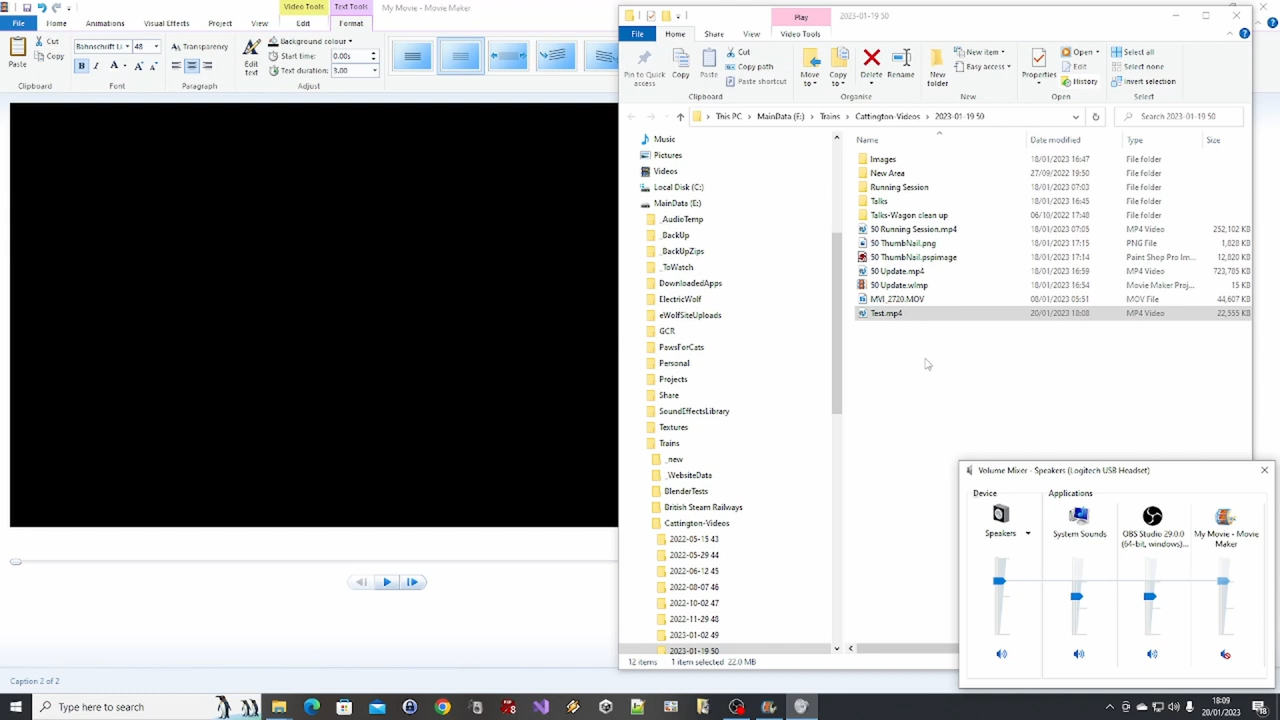 Video Tools
Text Tools
My Movie - Movie Maker
File
Home
Animations
Visual Effects
Project
View
Edit
Format
Paste
Cut
Copy
Clipboard
Bahnschrift Li
48
B
I
A
Font
Transparency
Paragraph
Edit text
Background colour
Start time:
0.00s
Text duration:
3.00
Adjust
Caption 2 of 2
Play
2023-01-19 50
File
Home
Share
View
Video Tools
Pin to Quick access
Copy
Paste
Cut
Copy path
Paste shortcut
Clipboard
Move to
Copy to
Delete
Rename
Organise
New folder
New item
Easy access
New
Properties
Open
Edit
History
Open
Select all
Select none
Invert selection
Select
This PC > MainData (E:) > Trains > Cattington-Videos > 2023-01-19 50
Search 2023-01-19 50
Music
Pictures
Videos
Local Disk (C:)
MainData (E:)
_AudioTemp
_BackUp
_BackUpZips
_ToWatch
DownloadedApps
ElectricWolf
eWolfSiteUploads
GCR
PawsForCats
Personal
Projects
Share
SoundEffectsLibrary
Textures
Trains
_new
_WebsiteData
BlenderTests
British Steam Railways
Cattington-Videos
2022-05-15 43
2022-05-29 44
2022-06-12 45
2022-08-07 46
2022-10-02 47
2022-11-29 48
2023-01-02 49
2023-01-19 50
Name Date modified Type Size
Images 18/01/2023 16:47 File folder
New Area 27/09/2022 19:50 File folder
Running Session 18/01/2023 07:03 File folder
Talks 18/01/2023 16:45 File folder
Talks-Wagon clean up 06/10/2022 17:48 File folder
50 Running Session.mp4 18/01/2023 07:05 MP4 Video 252,102 KB
50 ThumbNail.png 18/01/2023 17:15 PNG File 1,828 KB
50 ThumbNail.pspimage 18/01/2023 17:14 Paint Shop Pro Im... 12,820 KB
50 Update.mp4 18/01/2023 16:59 MP4 Video 723,785 KB
50 Update.wlmp 18/01/2023 16:54 Movie Maker Proj... 15 KB
MVI_2720.MOV 08/01/2023 05:51 MOV File 44,607 KB
Test.mp4 20/01/2023 18:08 MP4 Video 22,555 KB
12 items 1 item selected 22.0 MB
Volume Mixer - Speakers (Logitech USB Headset)
Device
Applications
Speakers
System Sounds
OBS Studio 29.0.0 (64-bit, windows)...
My Movie - Movie Maker
Type here to search
18:09
20/01/2023
18